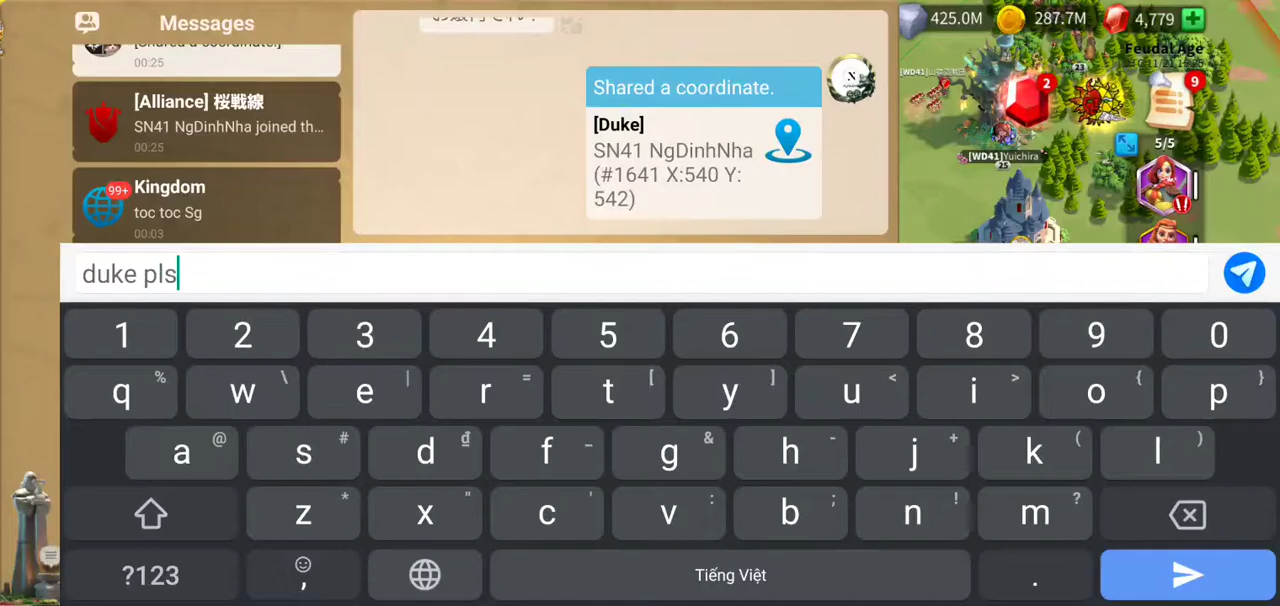 Messages
00:25
[Alliance] 桜戦線
SN41 NgDinhNha joined th...
00:25
99+
Kingdom
toc toc Sg
00:03
Shared a coordinate.
[Duke]
SN41 NgDinhNha
(#1641 X:540 Y:
542)
N
425.0M
287.7M
4,779
Feudal Age
23
2
9
5/5
[WD41]Yuichira
25
duke pls
1 2 3 4 5 6 7 8 9 0
q % w \ e | r = t [ y ] u < i > o { p }
a @ s # d ₫ f _ g & h - j + k ( l )
z * x " c ' v : b ; n ! m ?
?123 , Tiếng Việt .